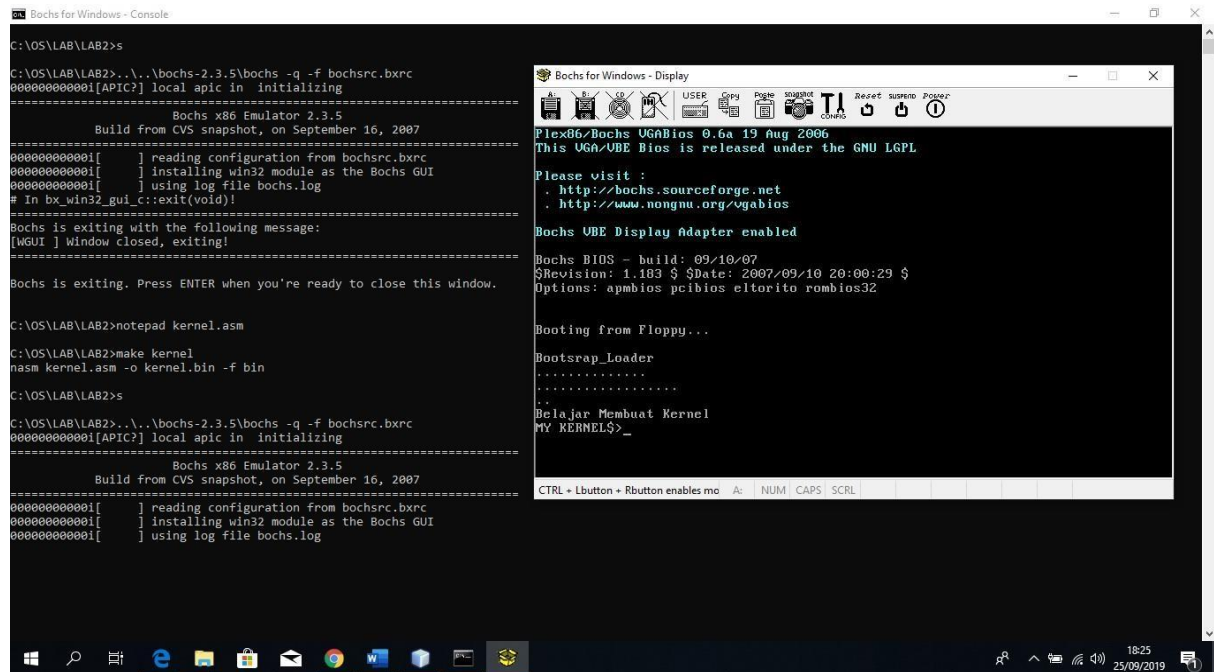 Bochs for Windows - Console
C:\OS\LAB\LAB2>s
C:\OS\LAB\LAB2>..\..\bochs-2.3.5\bochs -q -f bochsrc.bxrc
00000000000i[APIC?] local apic in  initializing
========================================================================
Bochs x86 Emulator 2.3.5
Build from CVS snapshot, on September 16, 2007
========================================================================
00000000000i[     ] reading configuration from bochsrc.bxrc
00000000000i[     ] installing win32 module as the Bochs GUI
00000000000i[     ] using log file bochs.log
# In bx_win32_gui_c::exit(void)!
========================================================================
Bochs is exiting with the following message:
[WGUI ] Window closed, exiting!
========================================================================
Bochs is exiting. Press ENTER when you're ready to close this window.
C:\OS\LAB\LAB2>notepad kernel.asm
C:\OS\LAB\LAB2>make kernel
nasm kernel.asm -o kernel.bin -f bin
C:\OS\LAB\LAB2>s
C:\OS\LAB\LAB2>..\..\bochs-2.3.5\bochs -q -f bochsrc.bxrc
00000000000i[APIC?] local apic in  initializing
========================================================================
Bochs x86 Emulator 2.3.5
Build from CVS snapshot, on September 16, 2007
========================================================================
00000000000i[     ] reading configuration from bochsrc.bxrc
00000000000i[     ] installing win32 module as the Bochs GUI
00000000000i[     ] using log file bochs.log
Bochs for Windows - Display
A: B: CD USER Copy Poste snapshot CONFIG Reset SUSPEND Power
Plex86/Bochs VGABios 0.6a 19 Aug 2006
This VGA/VBE Bios is released under the GNU LGPL
Please visit :
. http://bochs.sourceforge.net
. http://www.nongnu.org/vgabios
Bochs VBE Display Adapter enabled
Bochs BIOS - build: 09/10/07
$Revision: 1.183 $ $Date: 2007/09/10 20:00:29 $
Options: apmbios pcibios eltorito rombios32
Booting from Floppy...
Bootsrap_Loader
..............
..................
..
Belajar Membuat Kernel
MY KERNEL$>_
CTRL + Lbutton + Rbutton enables mo A: NUM CAPS SCRL
18:25
25/09/2019
1